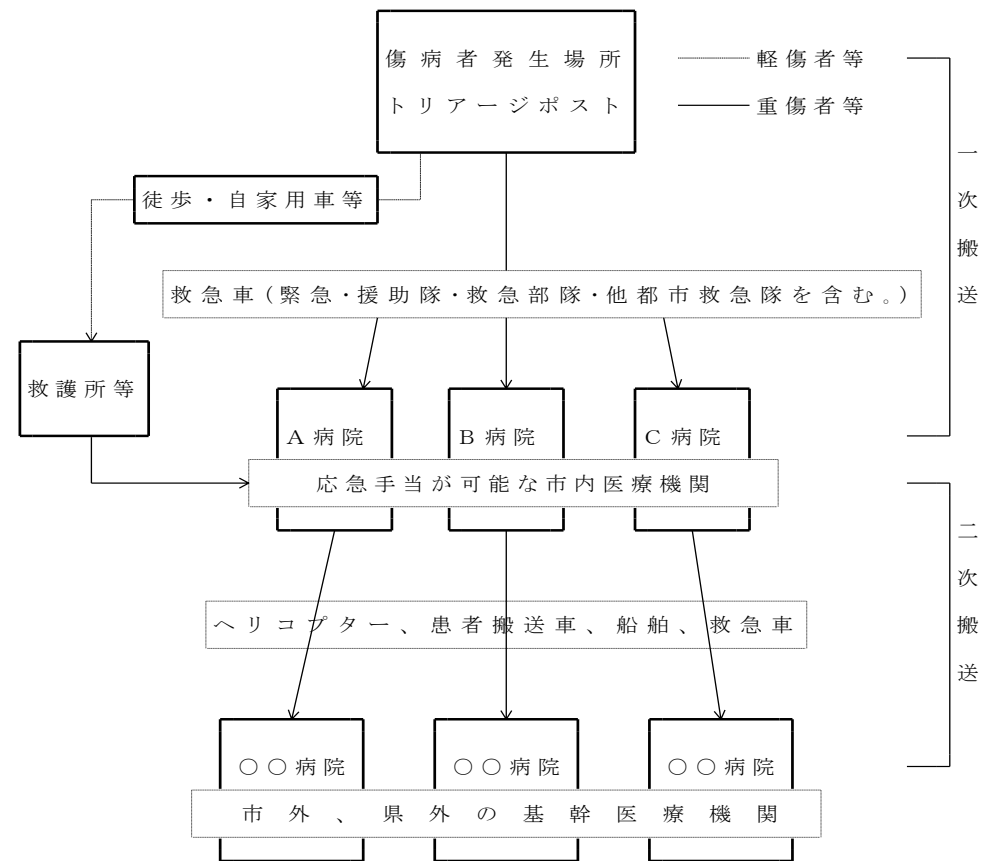 傷病者発生場所
トリアージポスト
軽傷者等
重傷者等
一次搬送
徒歩・自家用車等
救急車(緊急・援助隊・救急部隊・他都市救急隊を含む。)
救護所等
A病院
B病院
C病院
応急手当が可能な市内医療機関
二次搬送
ヘリコプター、患者搬送車、船舶、救急車
○○病院
○○病院
○○病院
市外、県外の基幹医療機関